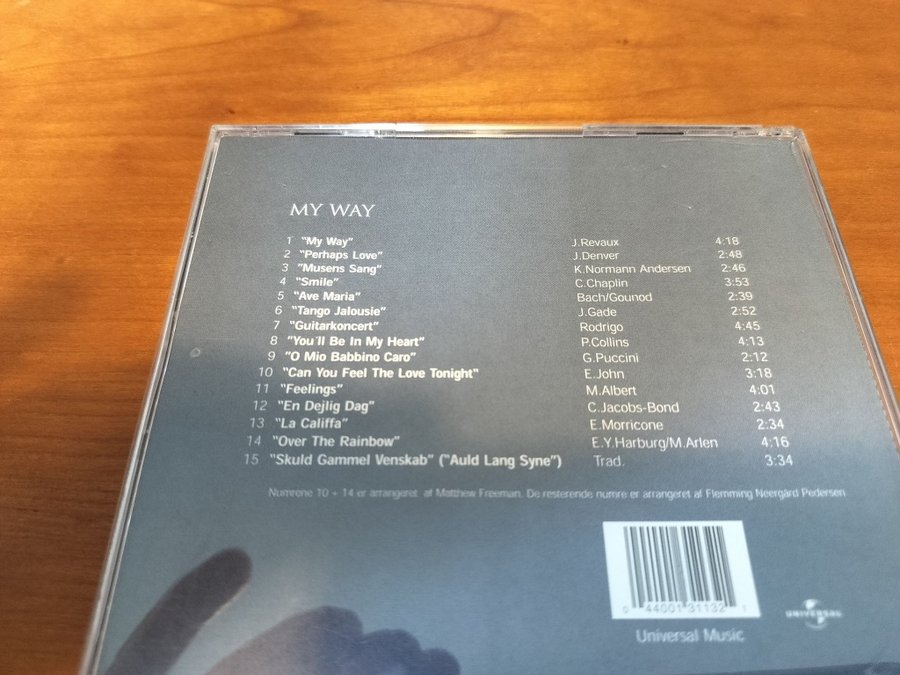 MY WAY
1 "My Way" J.Revaux 4:18
2 "Perhaps Love" J.Denver 2:48
3 "Musens Sang" K.Normann Andersen 2:46
4 "Smile" C.Chaplin 3:53
5 "Ave Maria" Bach/Gounod 2:39
6 "Tango Jalousie" J.Gade 2:52
7 "Guitarkoncert" Rodrigo 4:45
8 "You'll Be In My Heart" P.Collins 4:13
9 "O Mio Babbino Caro" G.Puccini 2:12
10 "Can You Feel The Love Tonight" E.John 3:18
11 "Feelings" M.Albert 4:01
12 "En Dejlig Dag" C.Jacobs-Bond 2:43
13 "La Califfa" E.Morricone 2:34
14 "Over The Rainbow" E.Y.Harburg/M.Arlen 4:16
15 "Skuld Gammel Venskab" ("Auld Lang Syne") Trad. 3:34
Numrene 10 + 14 er arrangeret af Matthew Freeman. De resterende numre er arrangeret af Flemming Neergård Pedersen
0 44001 31132 1
Universal Music
UNIVERSAL